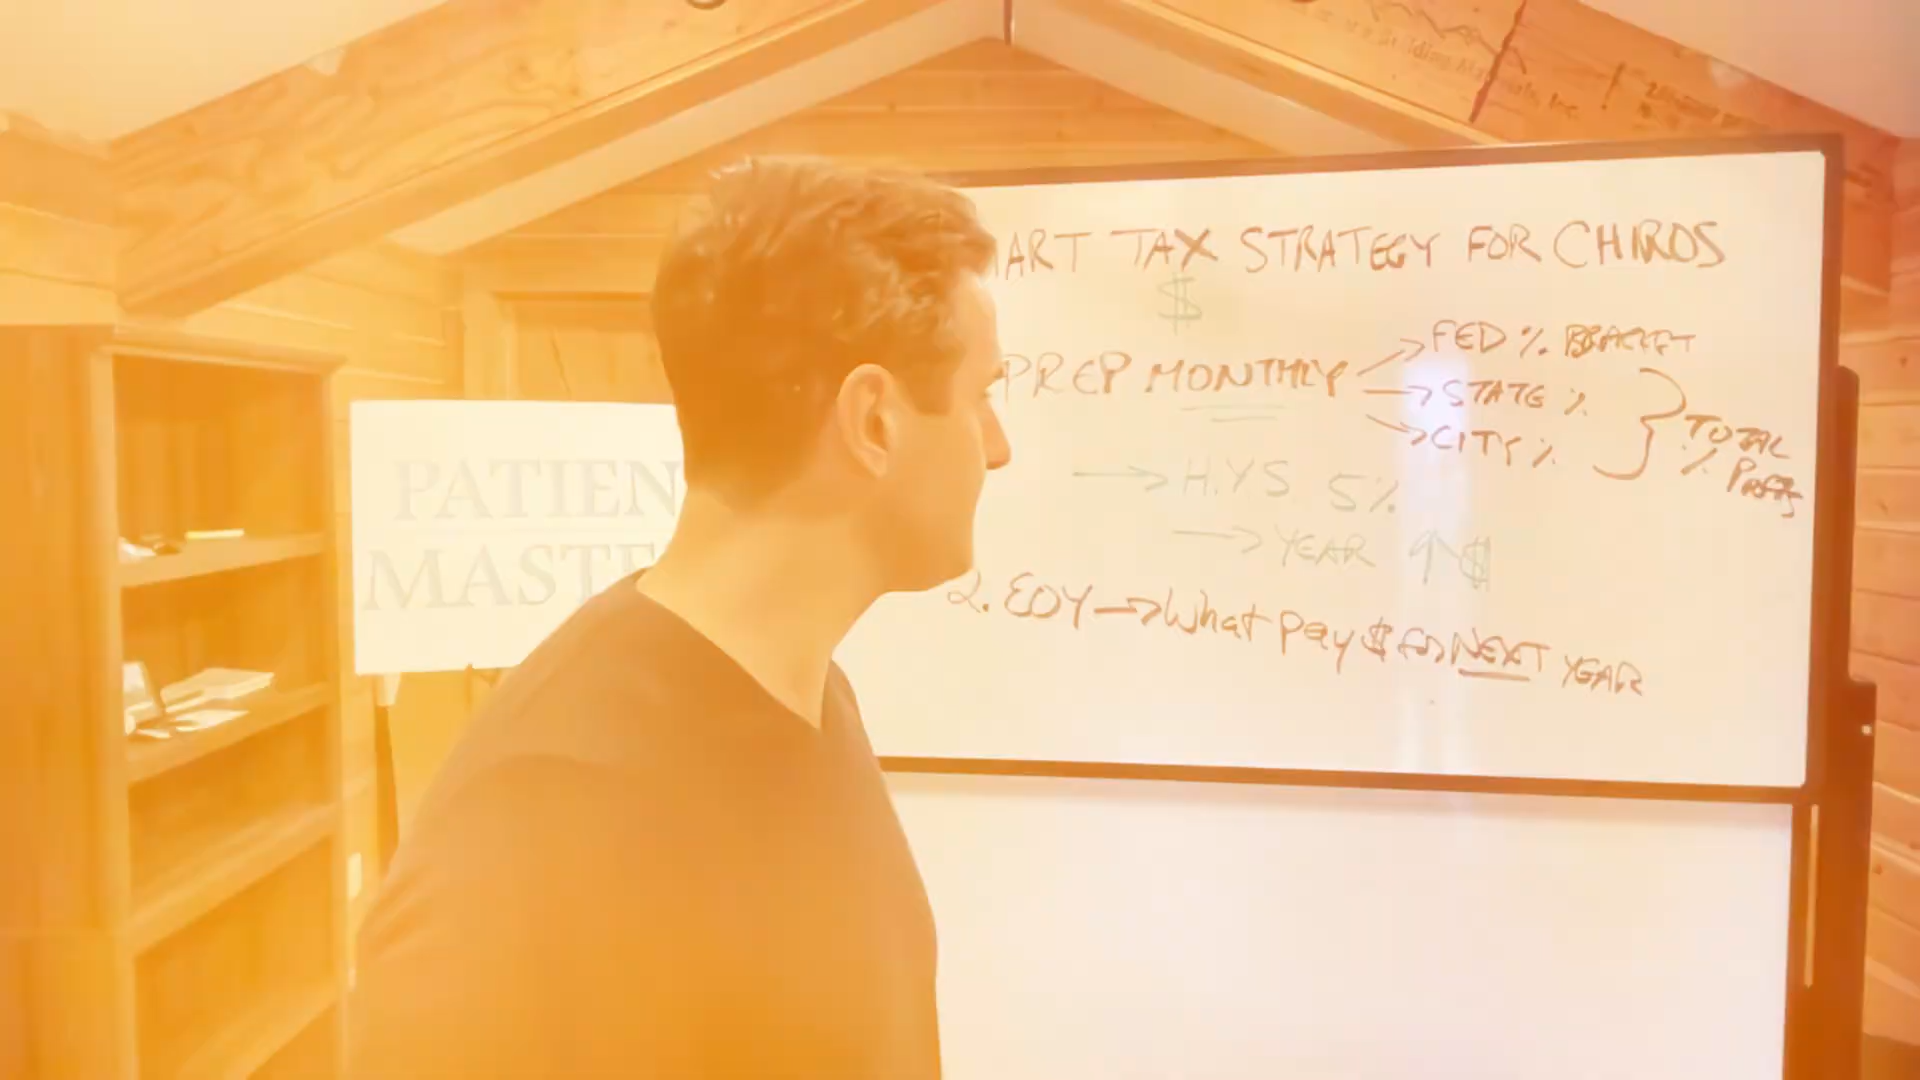 ART TAX STRATEGY FOR CHIROS
$
PREP MONTHLY → FED % BRACKET
→ STATE %
→ CITY %
TOTAL
%
→ H.Y.S 5%
→ YEAR $
2. EOY → What pay $ for NEXT YEAR
PATIEN
MASTE